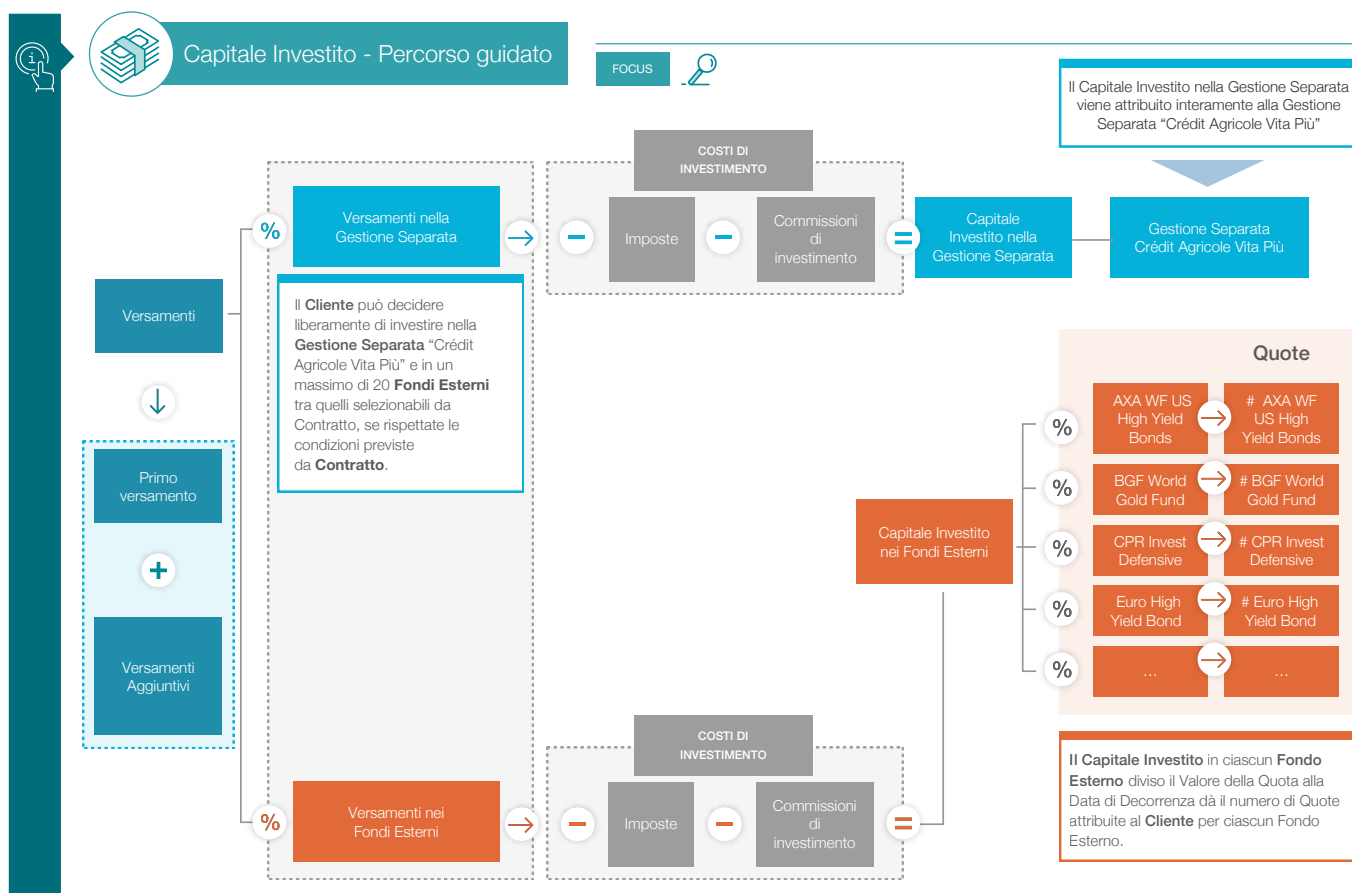 Capitale Investito - Percorso guidato
FOCUS
Il Capitale Investito nella Gestione Separata
viene attribuito interamente alla Gestione
Separata “Crédit Agricole Vita Più”
COSTI DI
INVESTIMENTO
%
Versamenti nella
Gestione Separata
Imposte
Commissioni
di
investimento
=
Capitale
Investito nella
Gestione Separata
Gestione Separata
Crédit Agricole Vita Più
Versamenti
Il Cliente può decidere
liberamente di investire nella
Gestione Separata “Crédit
Agricole Vita Più” e in un
massimo di 20 Fondi Esterni
tra quelli selezionabili da
Contratto, se rispettate le
condizioni previste
da Contratto.
Primo
versamento
+
Versamenti
Aggiuntivi
Capitale Investito
nei Fondi Esterni
Quote
%
AXA WF US
High Yield
Bonds
# AXA WF
US High
Yield Bonds
%
BGF World
Gold Fund
# BGF World
Gold Fund
%
CPR Invest
Defensive
# CPR Invest
Defensive
%
Euro High
Yield Bond
# Euro High
Yield Bond
%
...
...
COSTI DI
INVESTIMENTO
%
Versamenti nei
Fondi Esterni
Imposte
Commissioni
di
investimento
=
Il Capitale Investito in ciascun Fondo
Esterno diviso il Valore della Quota alla
Data di Decorrenza dà il numero di Quote
attribuite al Cliente per ciascun Fondo
Esterno.